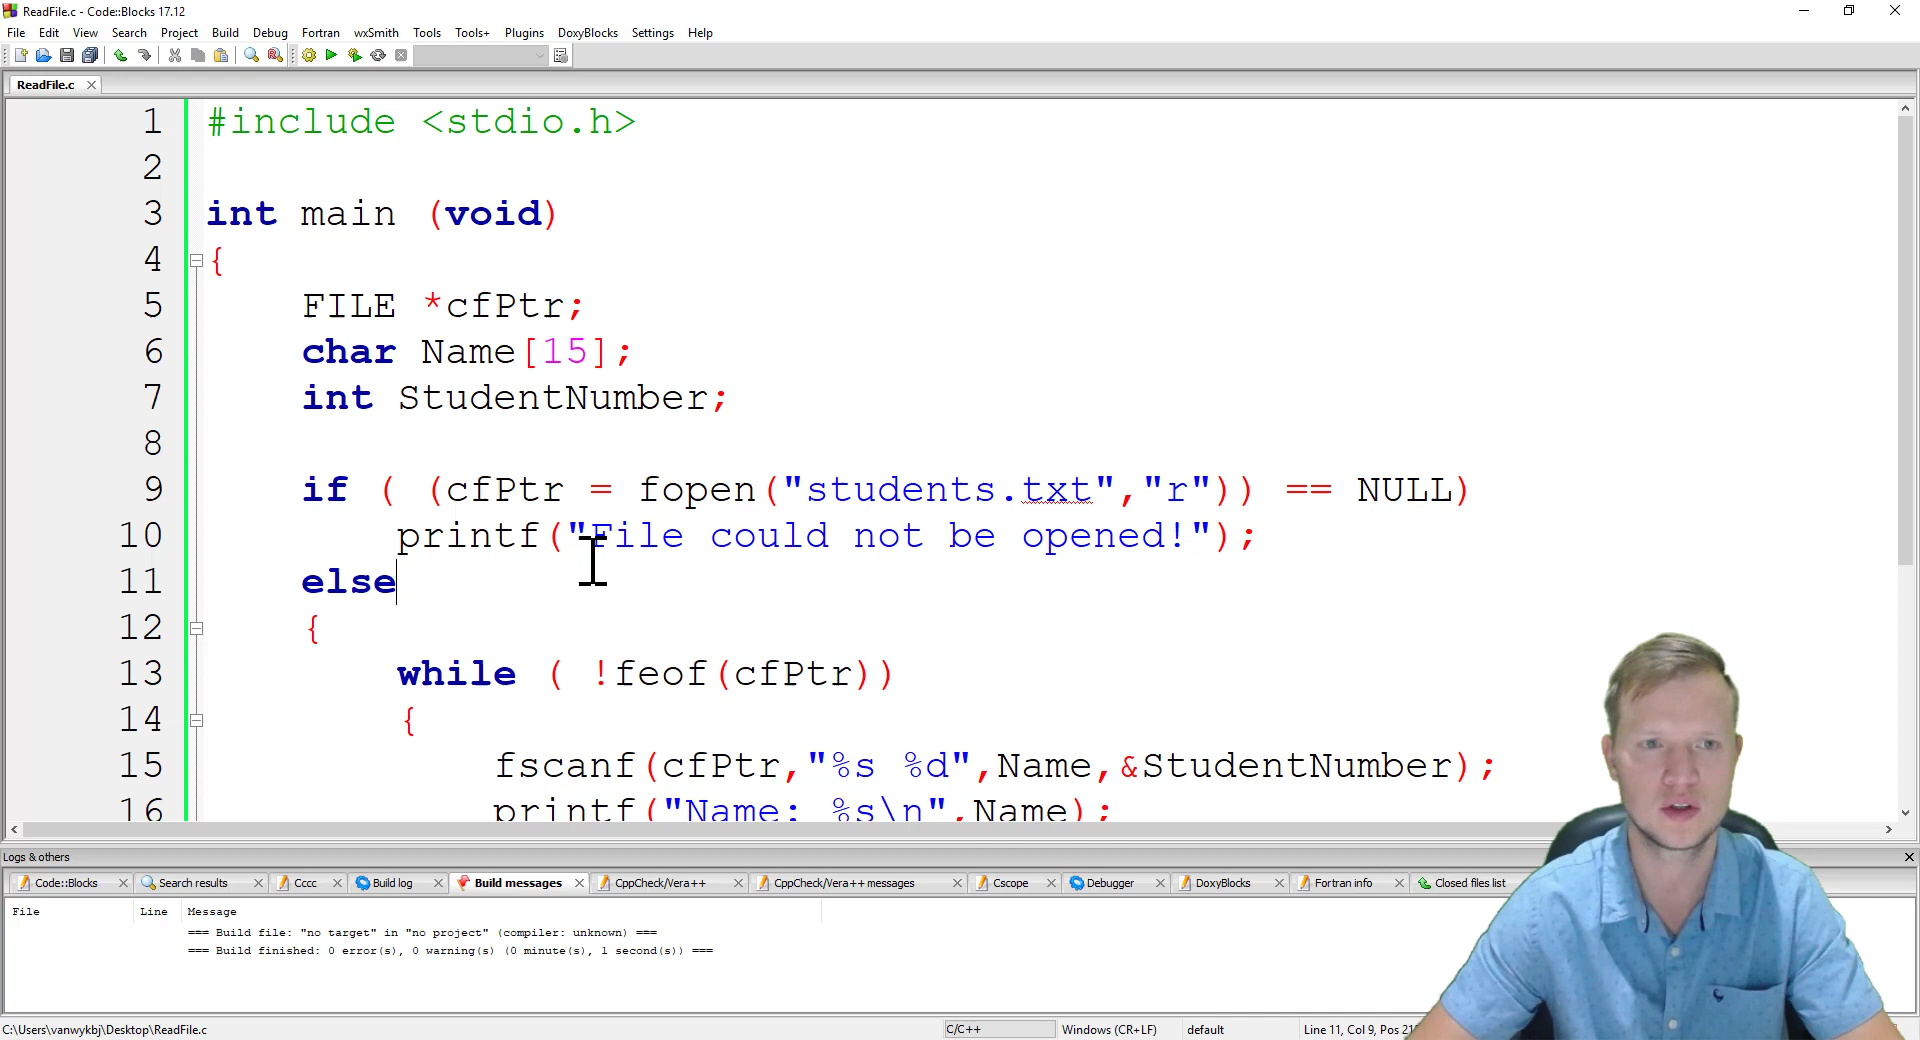 ReadFile.c - Code::Blocks 17.12
File Edit View Search Project Build Debug Fortran wxSmith Tools Tools+ Plugins DoxyBlocks Settings Help
ReadFile.c
1 #include <stdio.h>
2
3 int main (void)
4 {
5 FILE *cfPtr;
6 char Name[15];
7 int StudentNumber;
8
9 if ( (cfPtr = fopen("students.txt","r")) == NULL)
10 printf("File could not be opened!");
11 else
12 {
13 while ( !feof(cfPtr))
14 {
15 fscanf(cfPtr,"%s %d",Name,&StudentNumber);
16 printf("Name: %s\n",Name);
Logs & others
Code::Blocks Search results Cccc Build log Build messages CppCheck/Vera++ CppCheck/Vera++ messages Cscope Debugger DoxyBlocks Fortran info Closed files list
File Line Message
=== Build file: "no target" in "no project" (compiler: unknown) ===
=== Build finished: 0 error(s), 0 warning(s) (0 minute(s), 1 second(s)) ===
C:\Users\vanwykbj\Desktop\ReadFile.c C/C++ Windows (CR+LF) default Line 11, Col 9, Pos